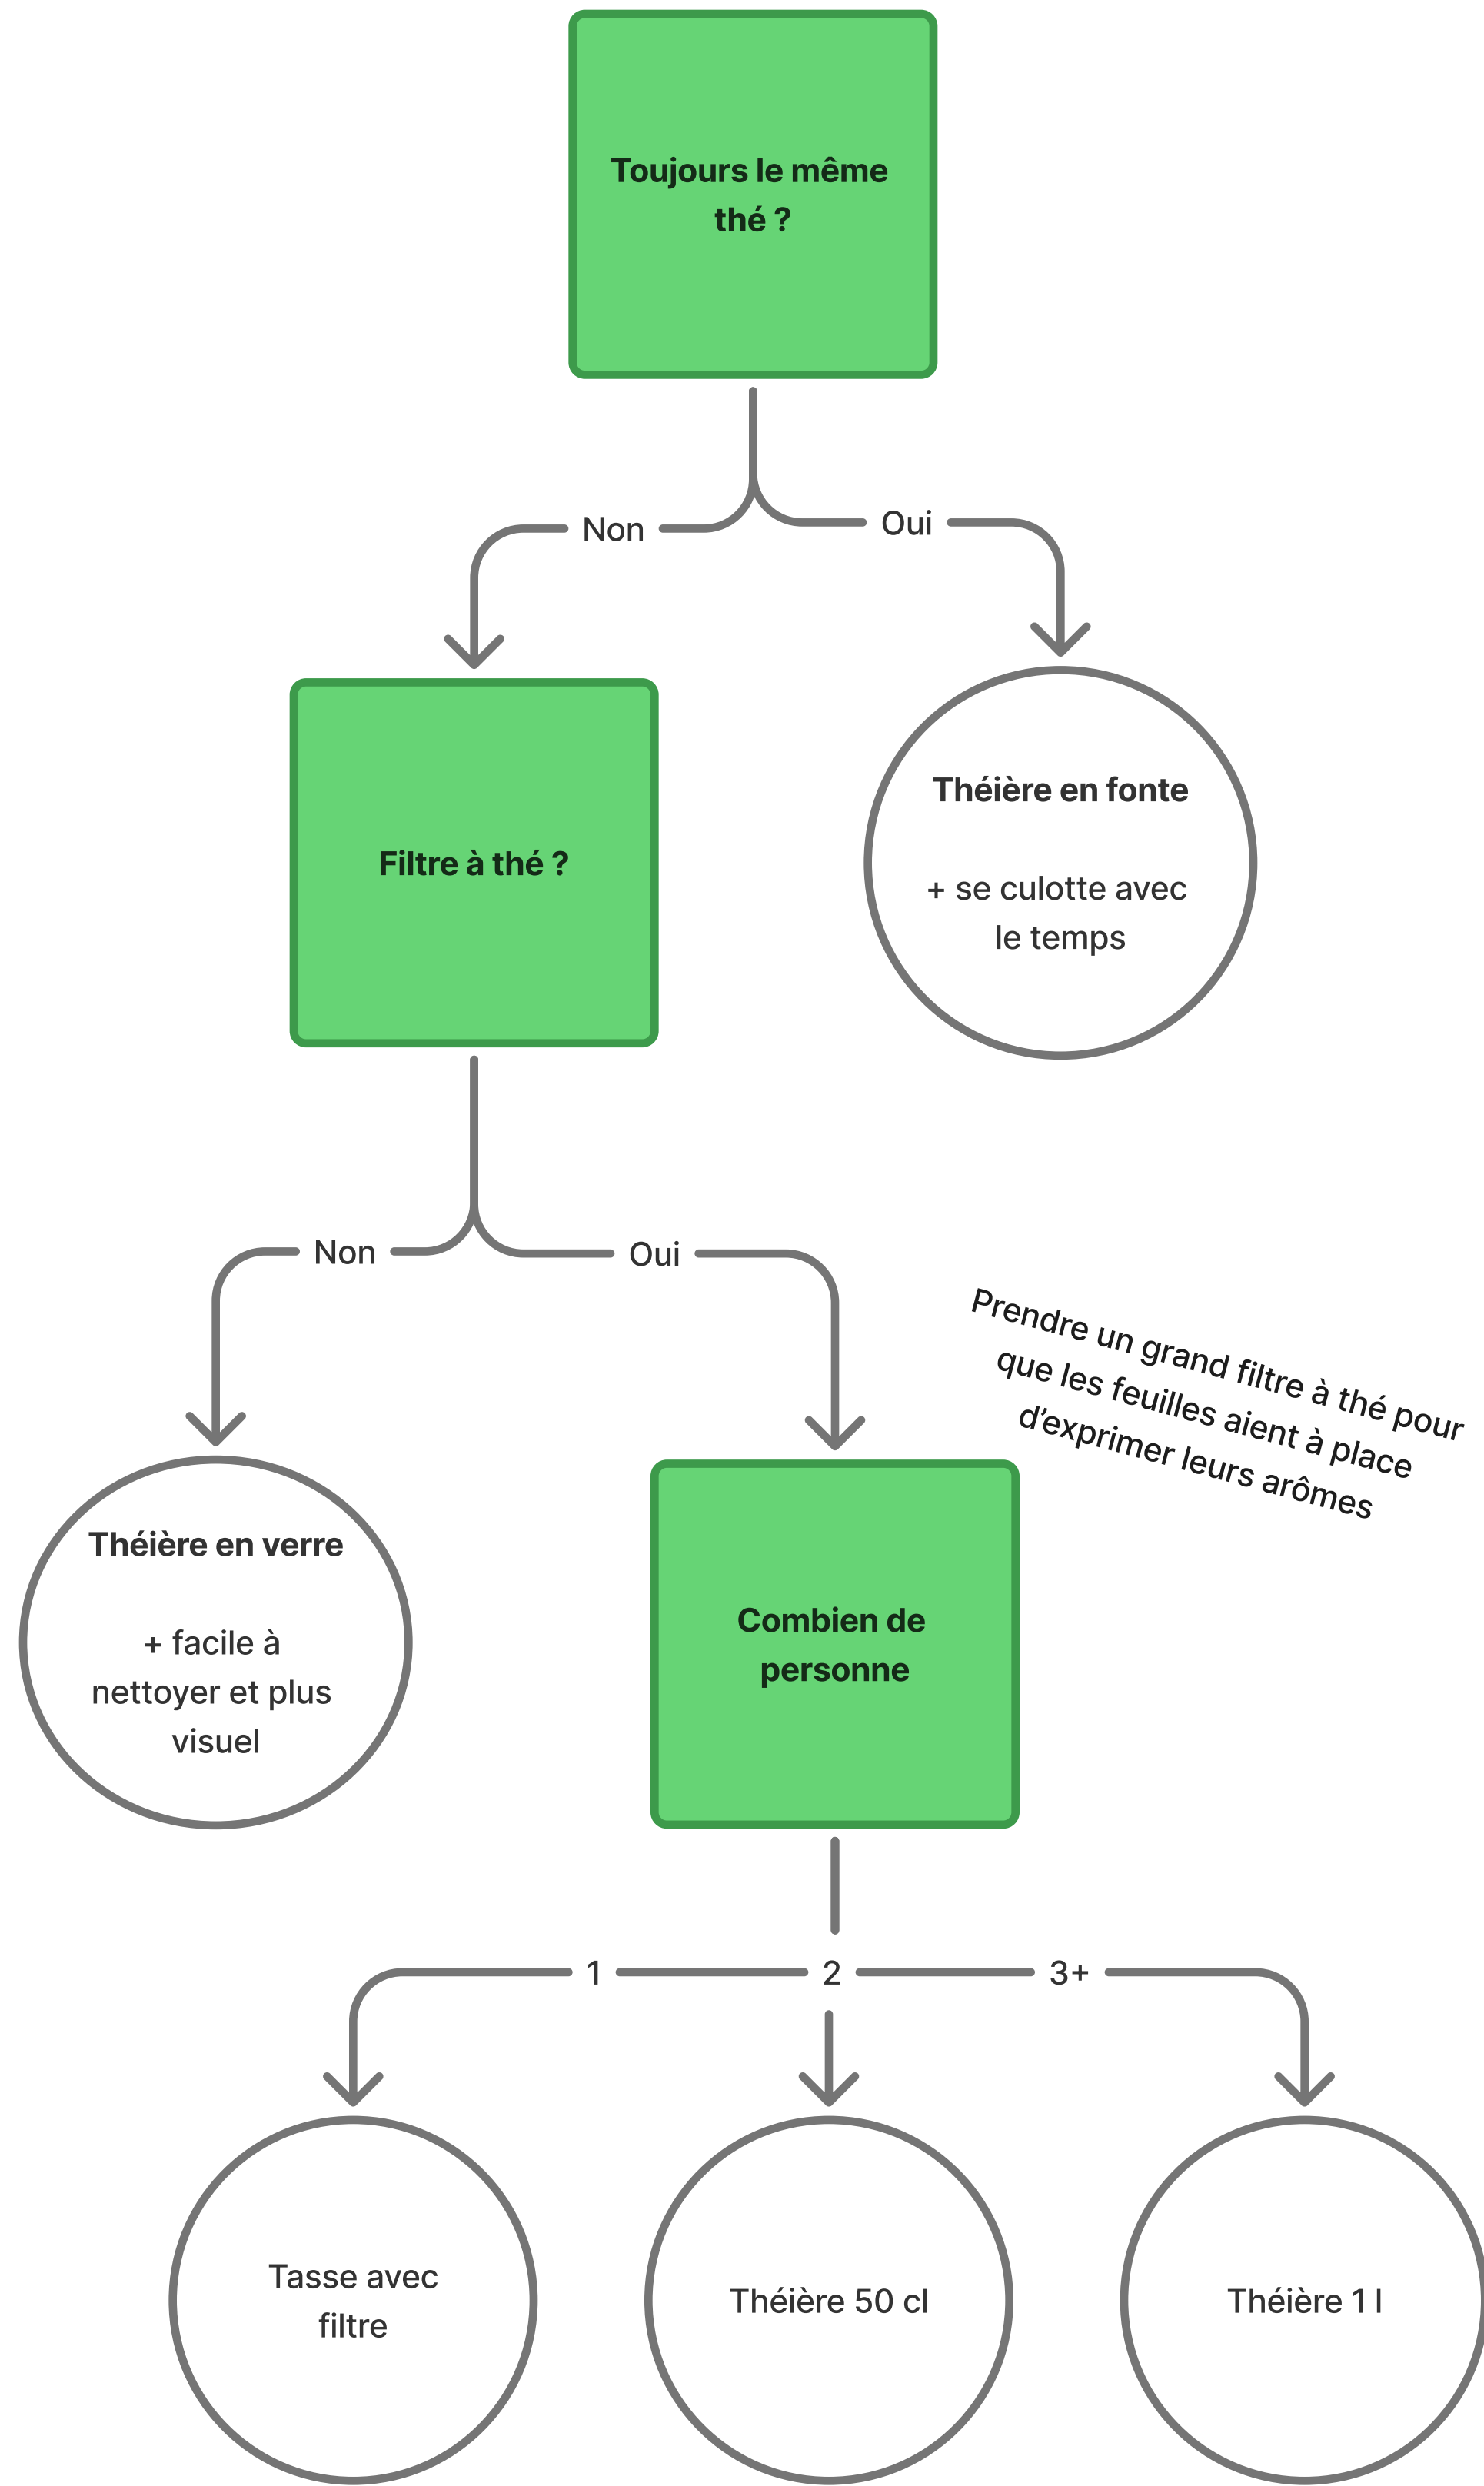 Toujours le même
thé ?
Non
Oui
Filtre à thé ?
Théière en fonte
+ se culotte avec
le temps
Non
Oui
Prendre un grand filtre à thé pour
que les feuilles aient à place
d’exprimer leurs arômes
Théière en verre
+ facile à
nettoyer et plus
visuel
Combien de
personne
1
2
3+
Tasse avec
filtre
Théière 50 cl
Théière 1 l